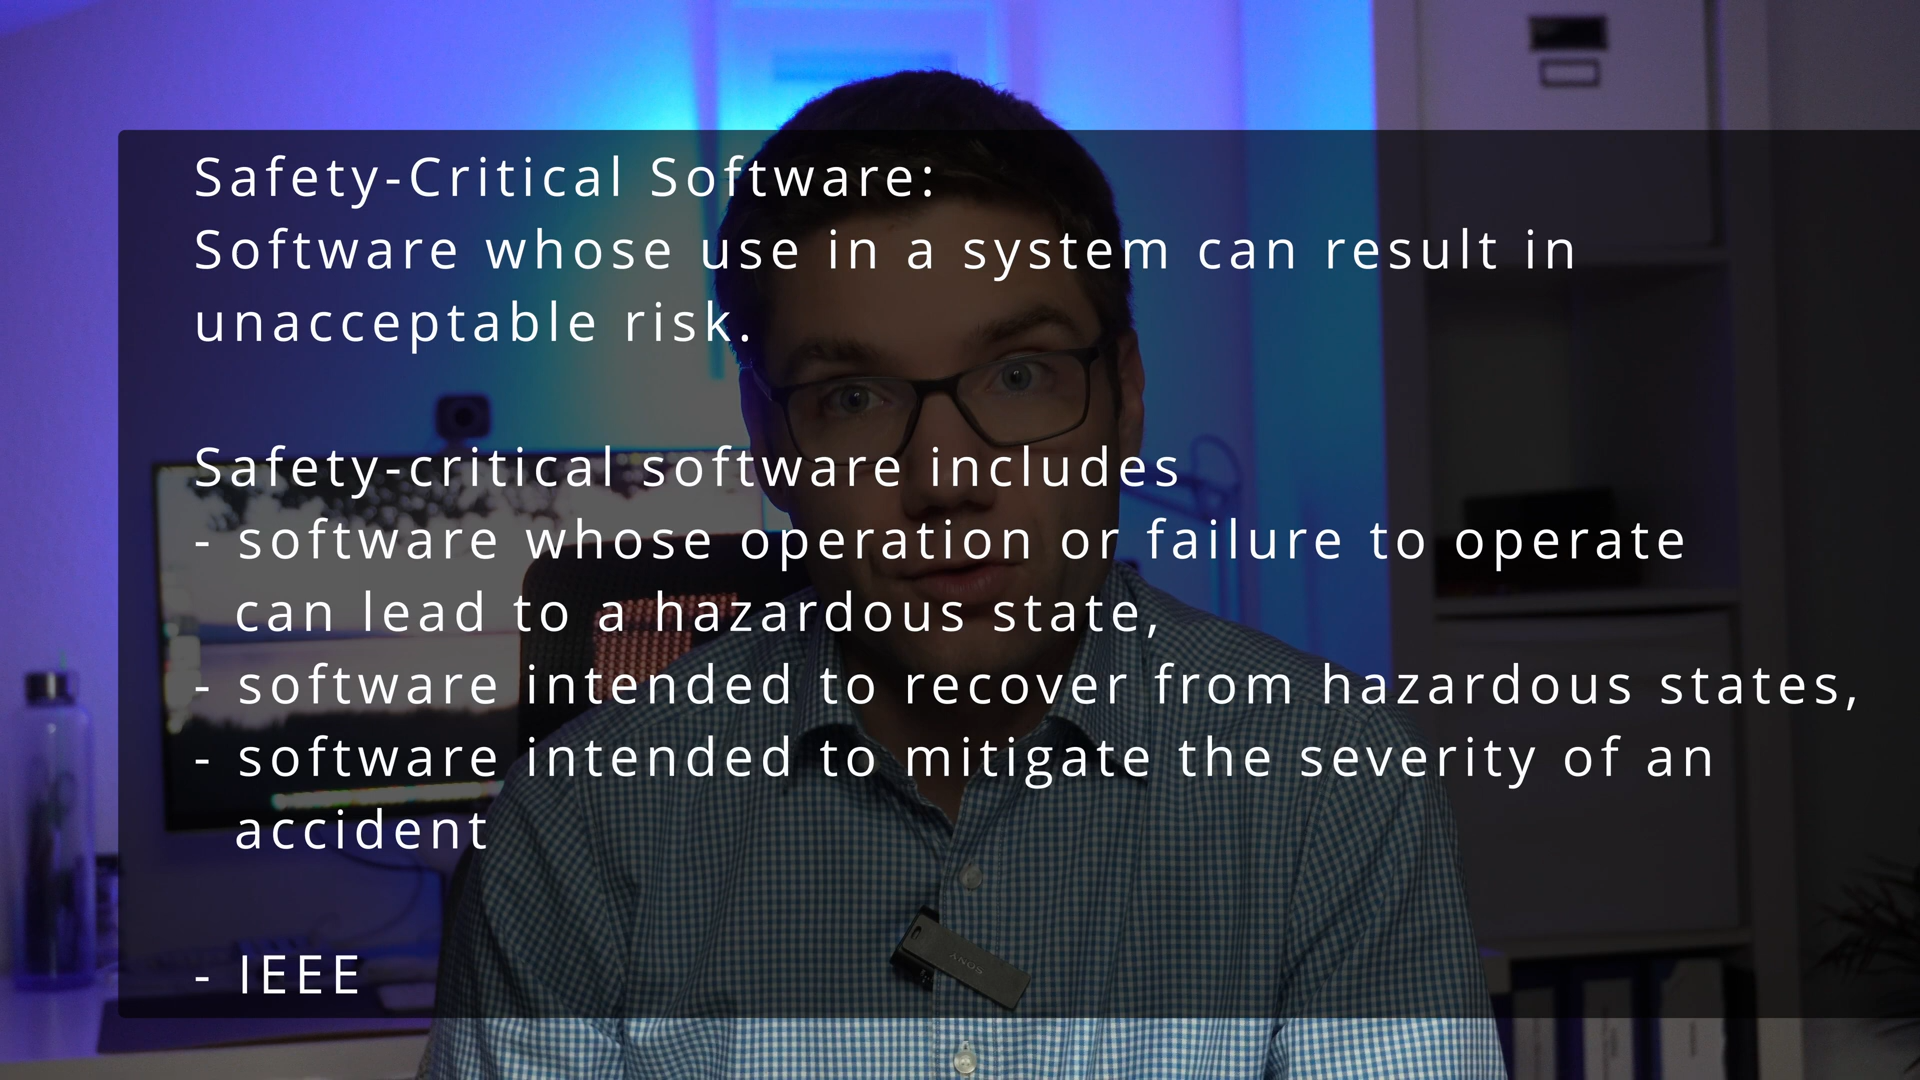 Safety-Critical Software:
Software whose use in a system can result in
unacceptable risk.
Safety-critical software includes
- software whose operation or failure to operate
can lead to a hazardous state,
- software intended to recover from hazardous states,
- software intended to mitigate the severity of an
accident
- IEEE
SONY